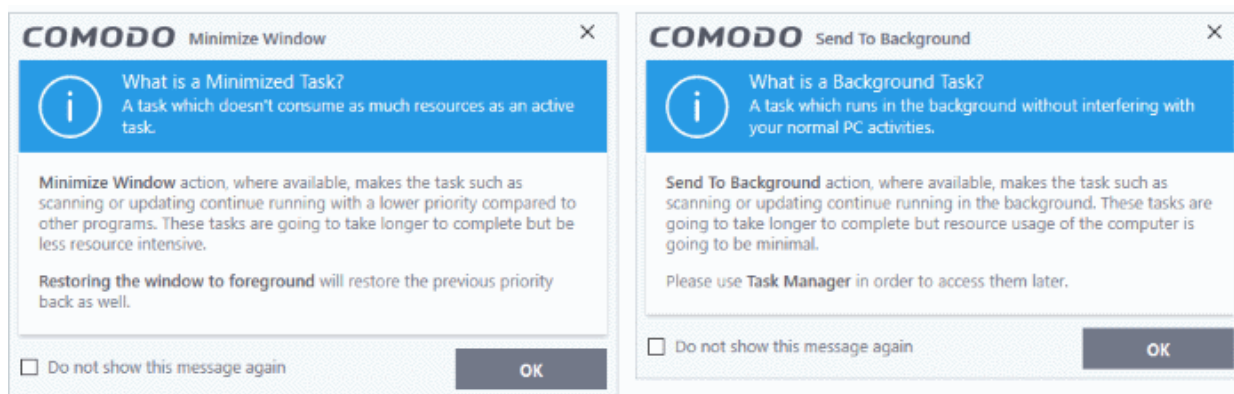 COMODO Minimize Window
What is a Minimized Task?
A task which doesn't consume as much resources as an active
task.
Minimize Window action, where available, makes the task such as
scanning or updating continue running with a lower priority compared to
other programs. These tasks are going to take longer to complete but be
less resource intensive.
Restoring the window to foreground will restore the previous priority
back as well.
Do not show this message again
OK
COMODO Send To Background
What is a Background Task?
A task which runs in the background without interfering with
your normal PC activities.
Send To Background action, where available, makes the task such as
scanning or updating continue running in the background. These tasks are
going to take longer to complete but resource usage of the computer is
going to be minimal.
Please use Task Manager in order to access them later.
Do not show this message again
OK